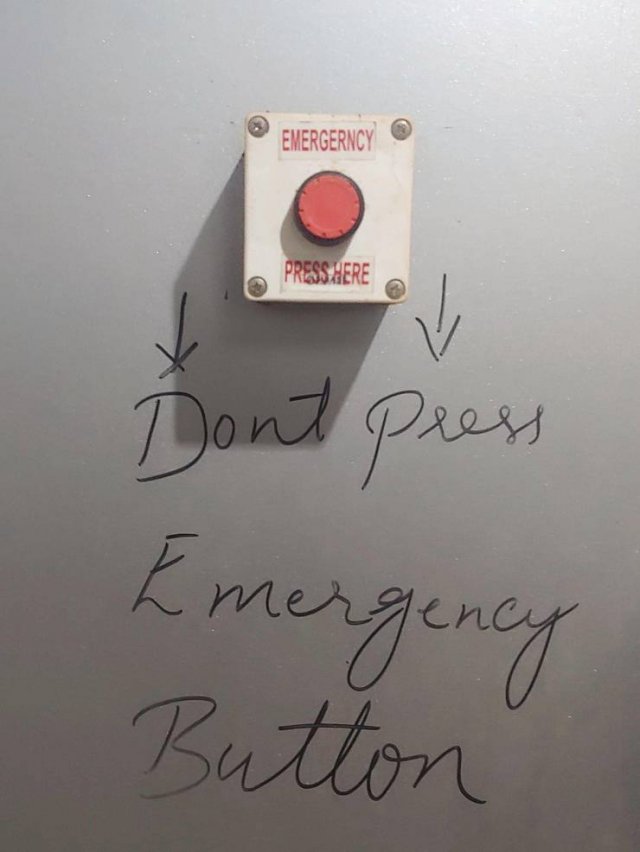 EMERGERNCY
PRESS HERE
Dont Press
Emergency
Button